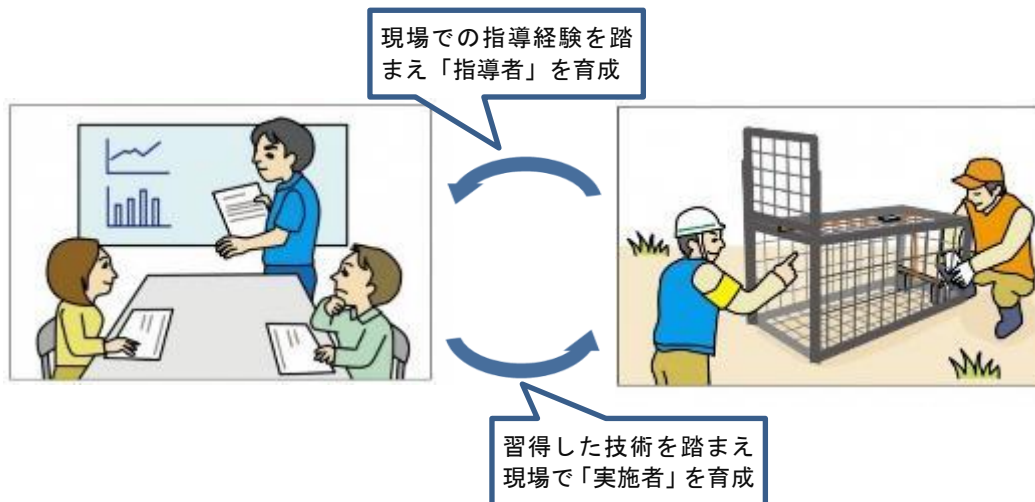 現場での指導経験を踏
まえ「指導者」を育成
習得した技術を踏まえ
現場で「実施者」を育成